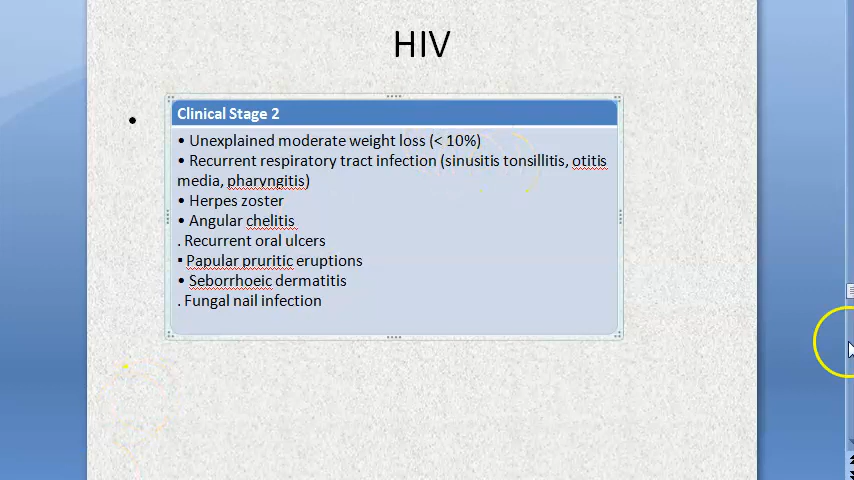 HIV
•
Clinical Stage 2
• Unexplained moderate weight loss (< 10%)
• Recurrent respiratory tract infection (sinusitis tonsillitis, otitis
media, pharyngitis)
• Herpes zoster
• Angular chelitis
. Recurrent oral ulcers
▪ Papular pruritic eruptions
• Seborrhoeic dermatitis
. Fungal nail infection